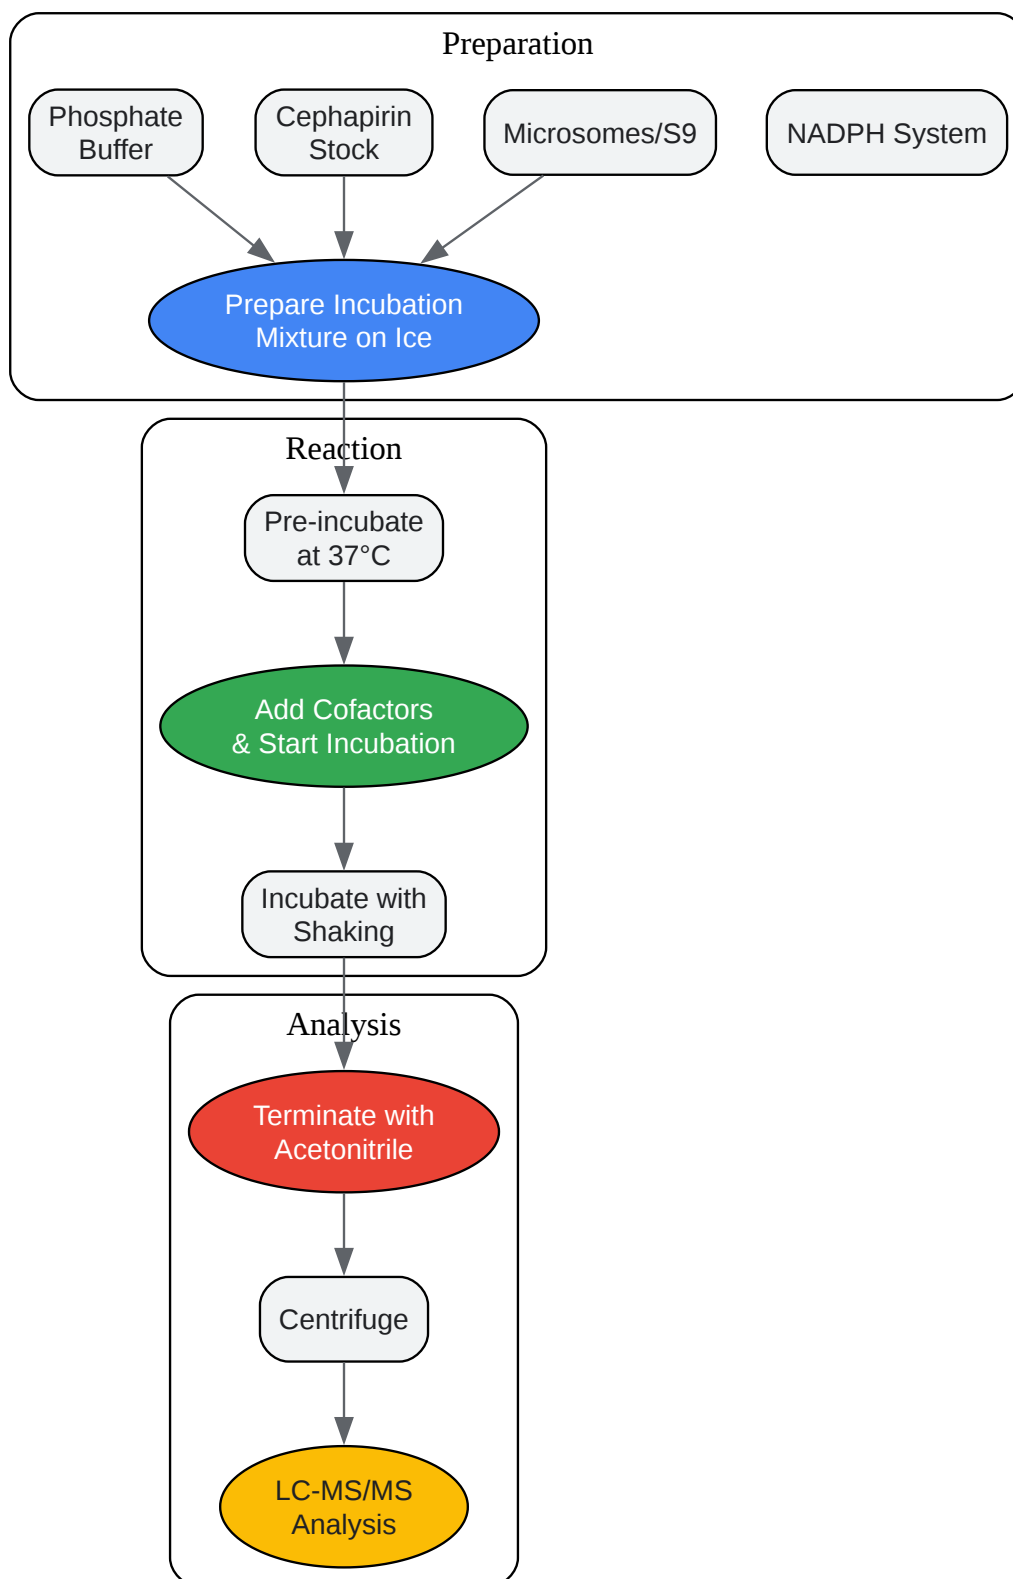 Preparation
Phosphate
Buffer
Cephapirin
Stock
Microsomes/S9
NADPH System
Prepare Incubation
Mixture on Ice
Reaction
Pre-incubate
at 37°C
Add Cofactors
& Start Incubation
Incubate with
Shaking
Analysis
Terminate with
Acetonitrile
Centrifuge
LC-MS/MS
Analysis